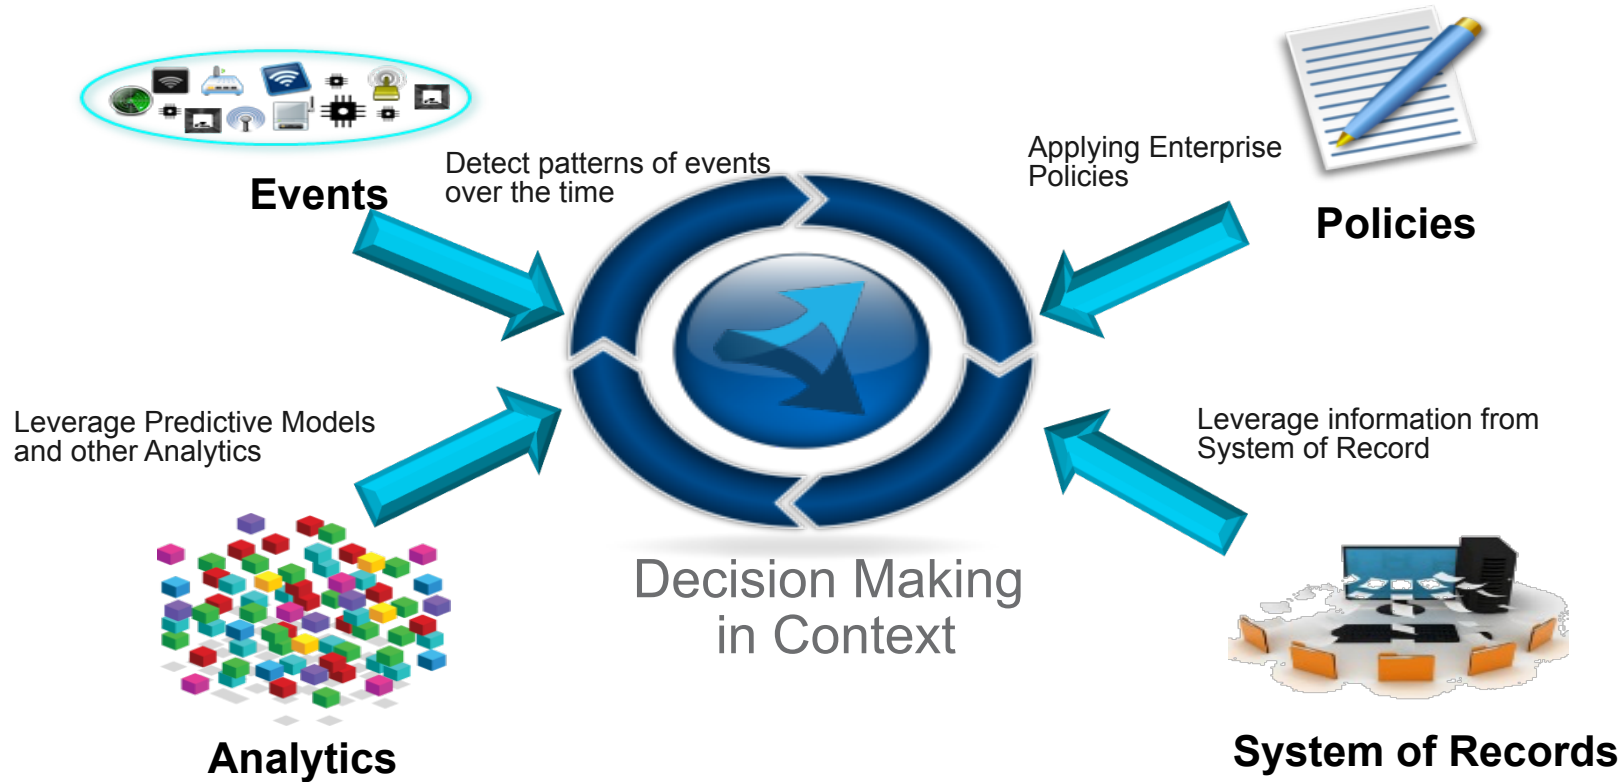 Detect patterns of events
over the time
Events
Applying Enterprise
Policies
Policies
Leverage Predictive Models
and other Analytics
Analytics
Leverage information from
System of Record
System of Records
Decision Making
in Context